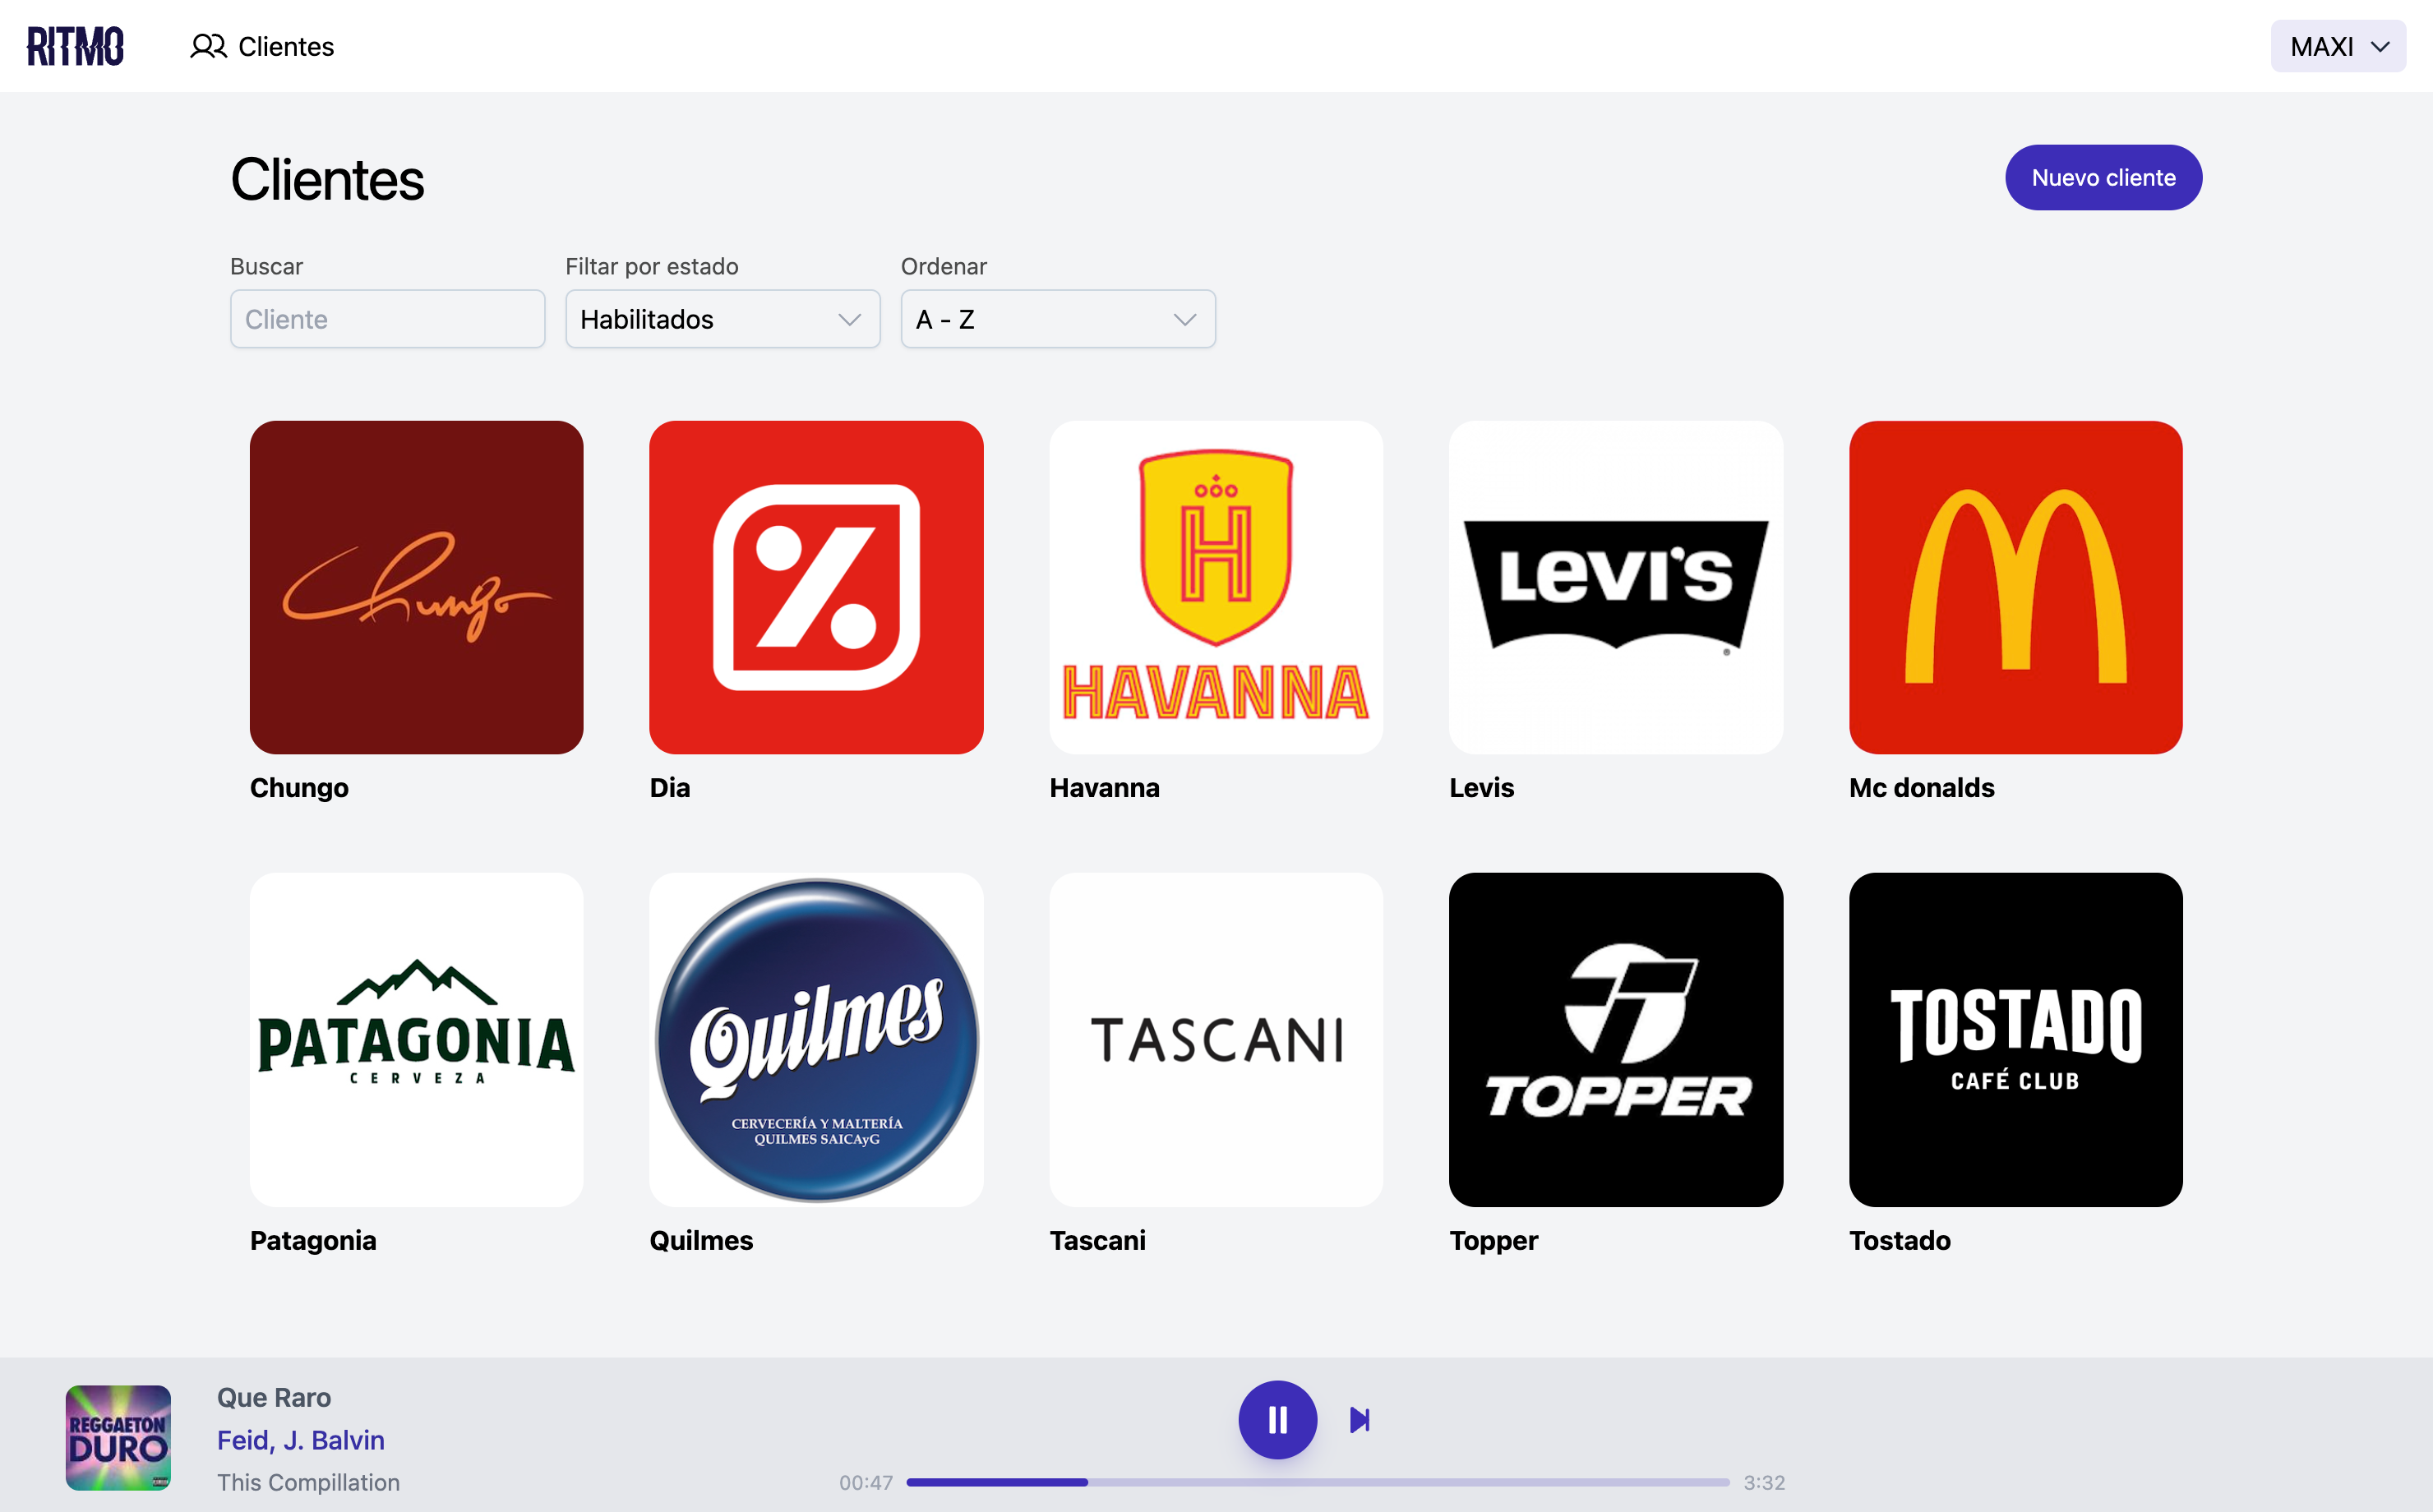 RITMO
Clientes
MAXI
Clientes
Nuevo cliente
Buscar
Filtar por estado
Ordenar
Cliente
Habilitados
A - Z
Chungo
H
HAVANNA
LEVI'S
M
Chungo
Dia
Havanna
Levis
Mc donalds
PATAGONIA
CERVEZA
Quilmes
CERVECERÍA Y MALTERÍA
QUILMES SAICAyG
TASCANI
TOPPER
TOSTADO
CAFÉ CLUB
Patagonia
Quilmes
Tascani
Topper
Tostado
REGGAETON
DURO
Que Raro
Feid, J. Balvin
This Compillation
00:47
3:32